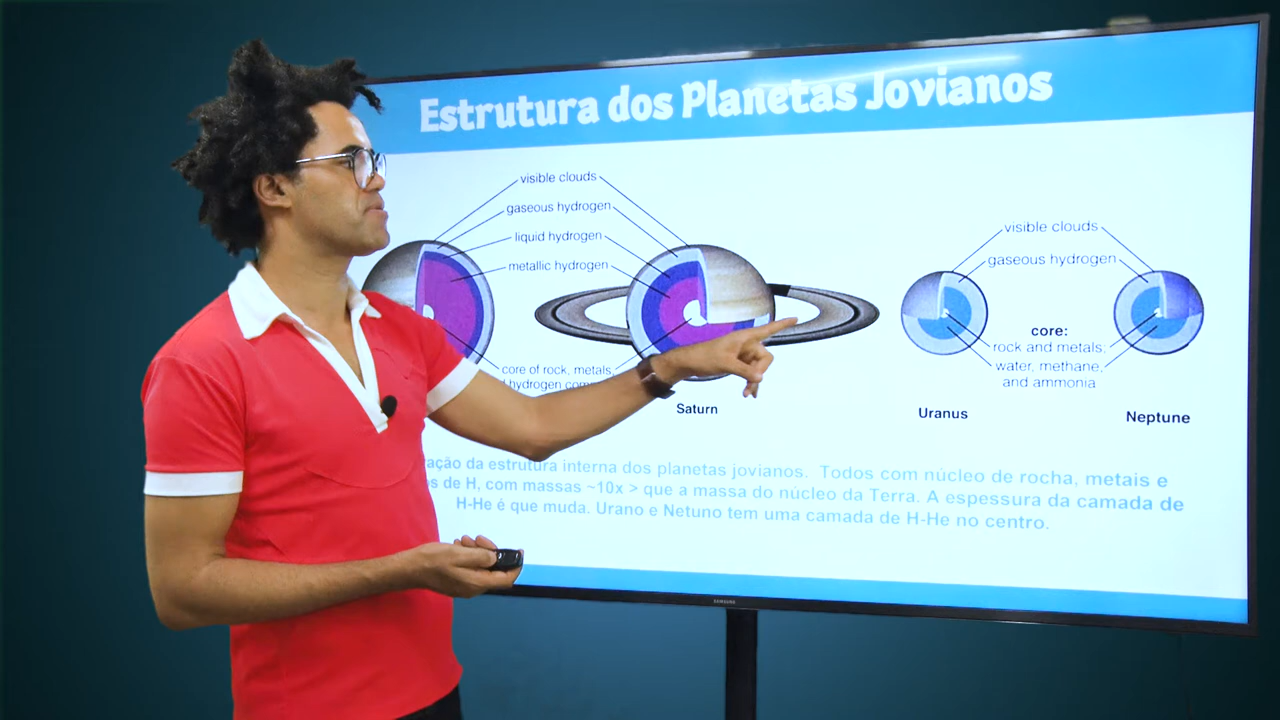 Estrutura dos Planetas Jovianos
visible clouds
gaseous hydrogen
liquid hydrogen
metallic hydrogen
core of rock, metals,
hydrogen
Saturn
visible clouds
gaseous hydrogen
core:
rock and metals;
water, methane,
and ammonia
Uranus
Neptune
da estrutura interna dos planetas jovianos. Todos com núcleo de rocha, metais e
de H, com massas ~10x > que a massa do núcleo da Terra. A espessura da camada de
H-He é que muda. Urano e Netuno tem uma camada de H-He no centro.
SAMSUNG